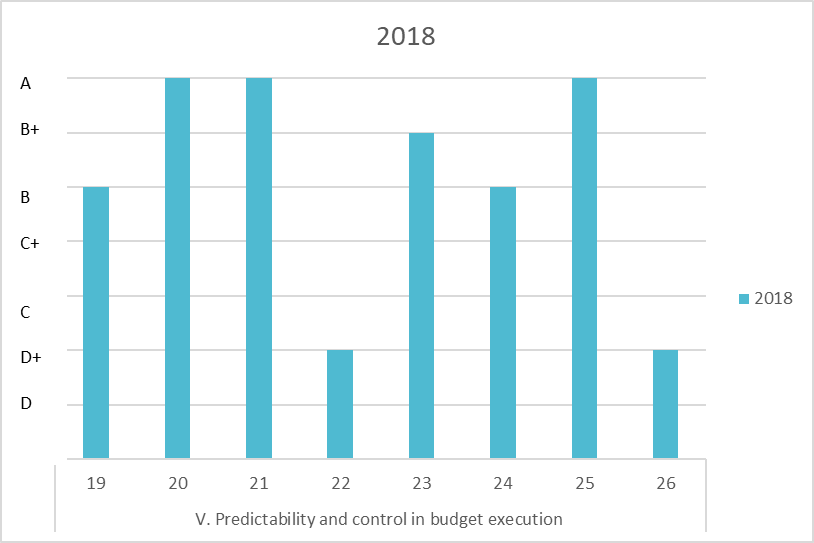 2018
A
B+
B
C+
C
D+
D
2018
19 20 21 22 23 24 25 26
V. Predictability and control in budget execution